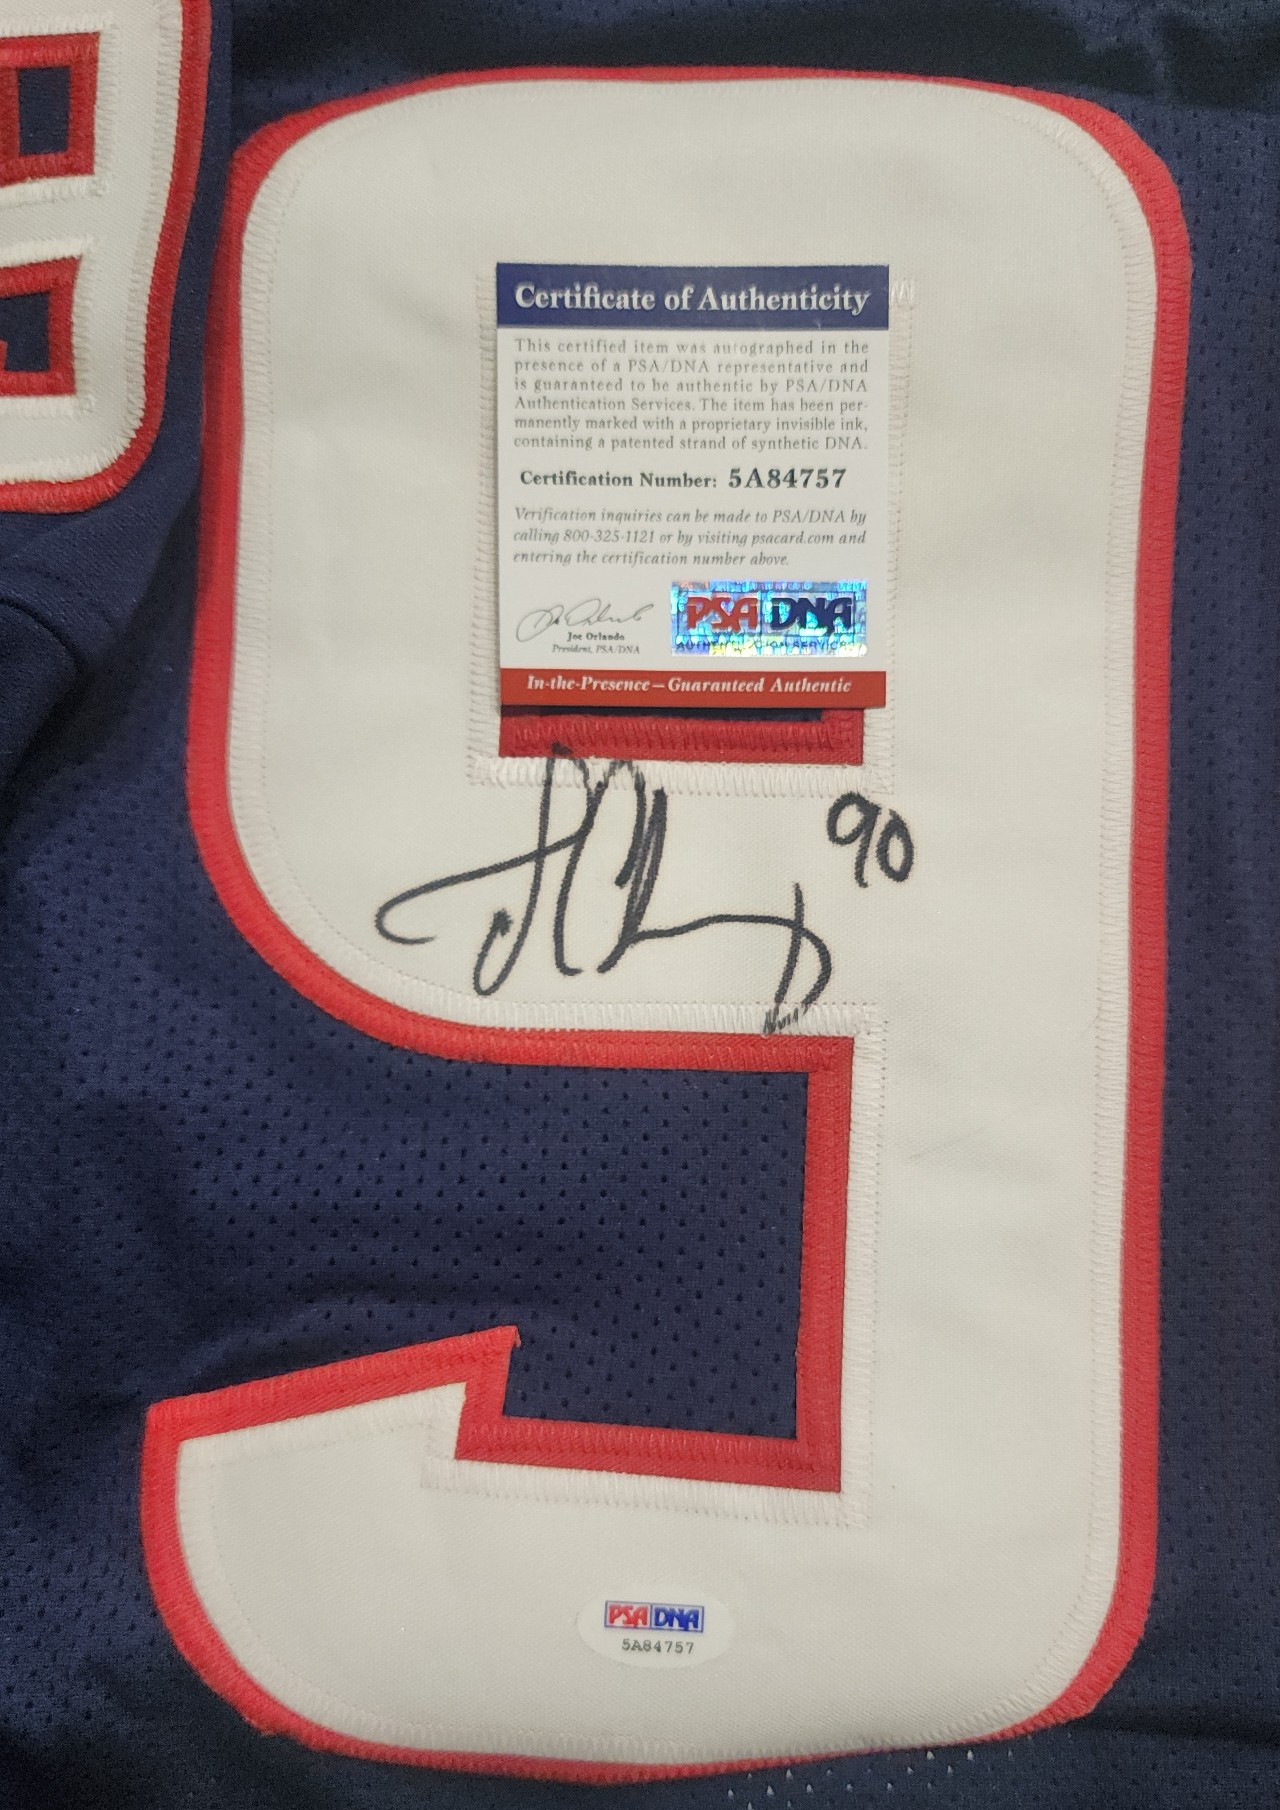 Certificate of Authenticity
This certified item was autographed in the
presence of a PSA/DNA representative and
is guaranteed to be authentic by PSA/DNA
Authentication Services. The item has been per-
manently marked with a proprietary invisible ink,
containing a patented strand of synthetic DNA.
Certification Number: 5A84757
Verification inquiries can be made to PSA/DNA by
calling 800-325-1121 or by visiting psacard.com and
entering the certification number above.
Joe Orlando
President, PSA/DNA
PSA DNA
AUTHENTICATION SERVICES
In-the-Presence—Guaranteed Authentic
90
9
PSA DNA
5A84757